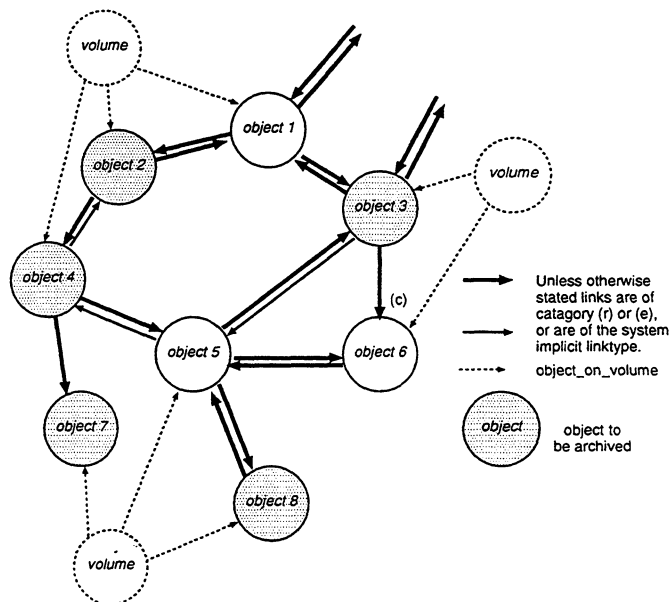 volume
object 1
object 2
volume
object 3
object 4
(c)
Unless otherwise
stated links are of
catagory (r) or (e),
or are of the system
implicit linktype.
object 5
object 6
object_on_volume
object 7
object
object to
be archived
object 8
volume